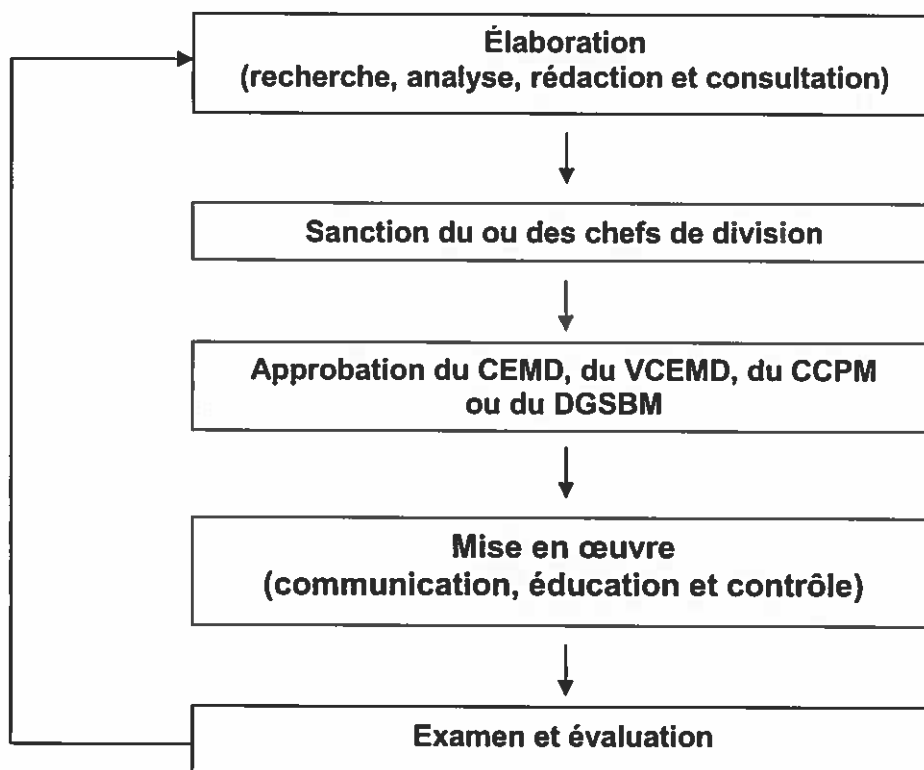 Élaboration
(recherche, analyse, rédaction et consultation)
Sanction du ou des chefs de division
Approbation du CEMD, du VCEMD, du CCPM
ou du DGSBM
Mise en œuvre
(communication, éducation et contrôle)
Examen et évaluation